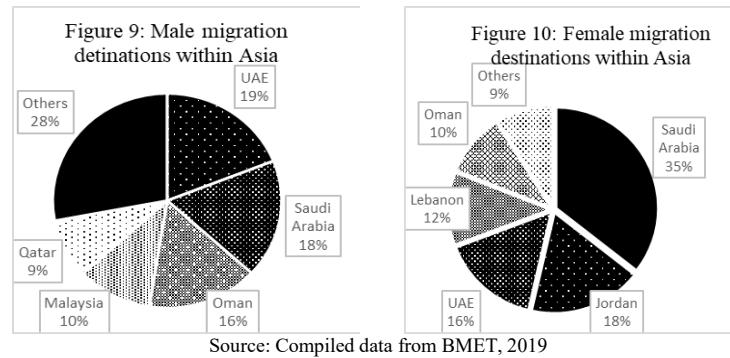 Figure 9: Male migration
detinations within Asia
UAE
19%
Others
28%
Saudi
Arabia
18%
Qatar
9%
Malaysia
10%
Oman
16%
Figure 10: Female migration
destinations within Asia
Others
9%
Oman
10%
Saudi
Arabia
35%
Lebanon
12%
UAE
16%
Jordan
18%
Source: Compiled data from BMET, 2019